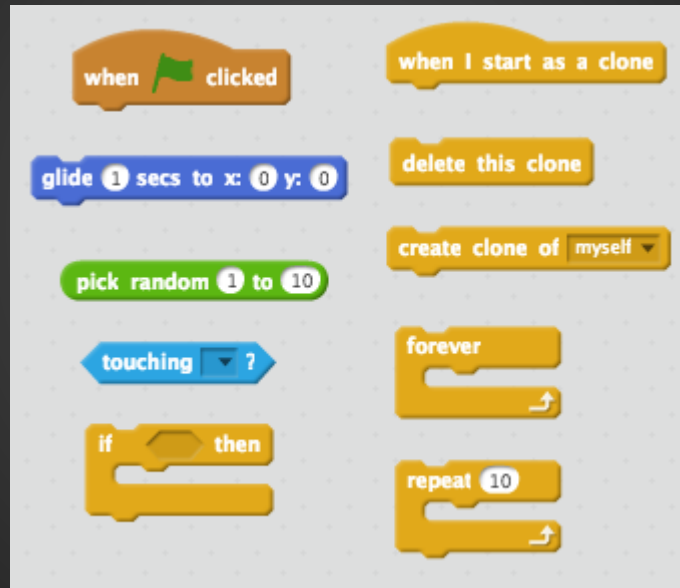 when clicked
glide 1 secs to x: 0 y: 0
pick random 1 to 10
touching ?
if then
when I start as a clone
delete this clone
create clone of myself
forever
repeat 10